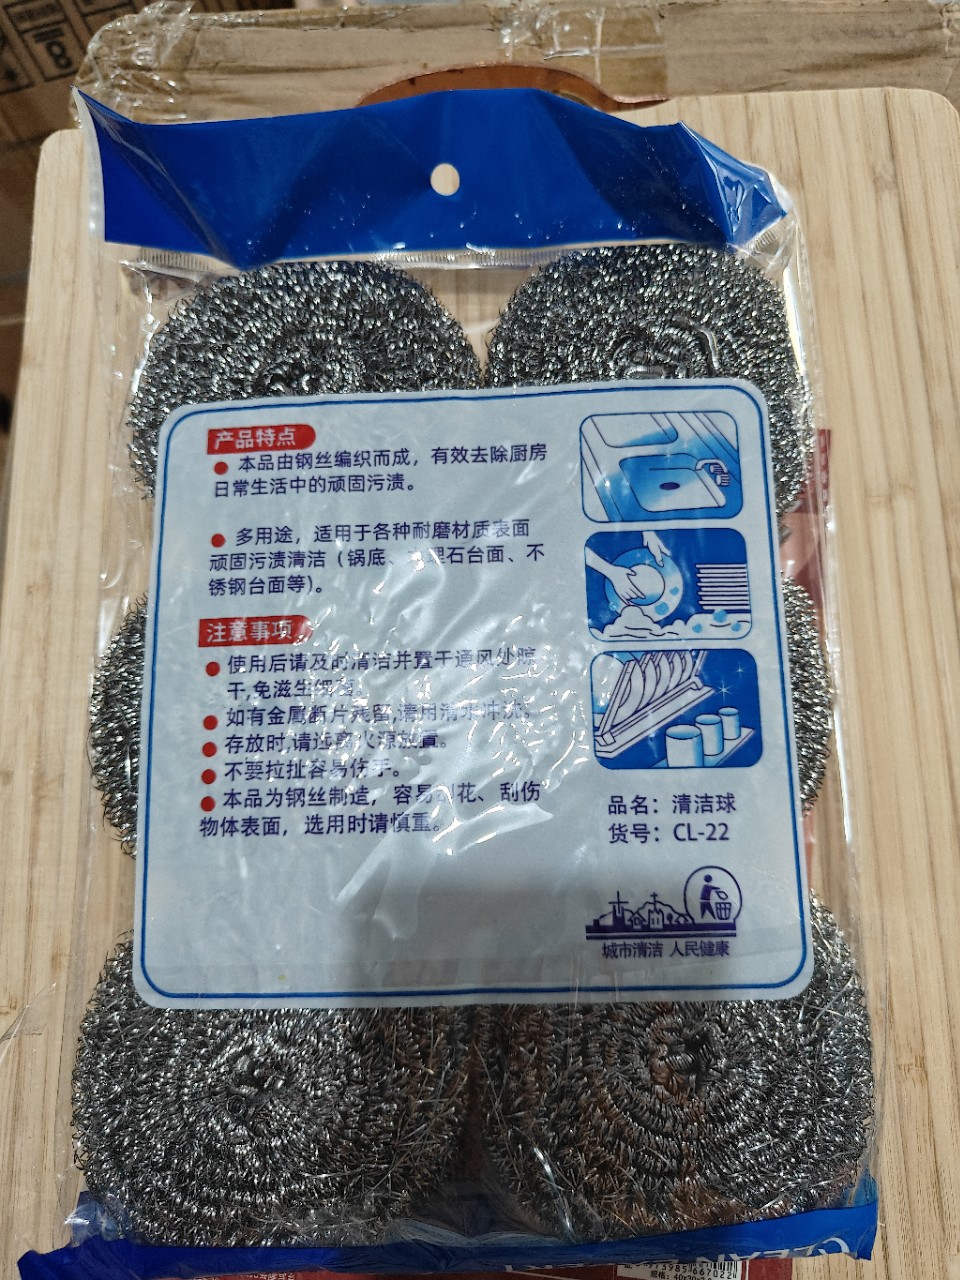 产品特点
● 本品由钢丝编织而成，有效去除厨房
日常生活中的顽固污渍。
● 多用途，适用于各种耐磨材质表面
顽固污渍清洁（锅底、 理石台面、不
锈钢台面等）。
注意事项
● 使用后请及时清洁并置于通风处晾
干,免滋生细菌。
● 如有金属断片残留,请用清水冲洗。
● 存放时,请远离火源放置。
● 不要拉扯容易伤手。
● 本品为钢丝制造，容易刮花、刮伤
物体表面，选用时请慎重。
品名：清洁球
货号：CL-22
城市清洁 人民健康